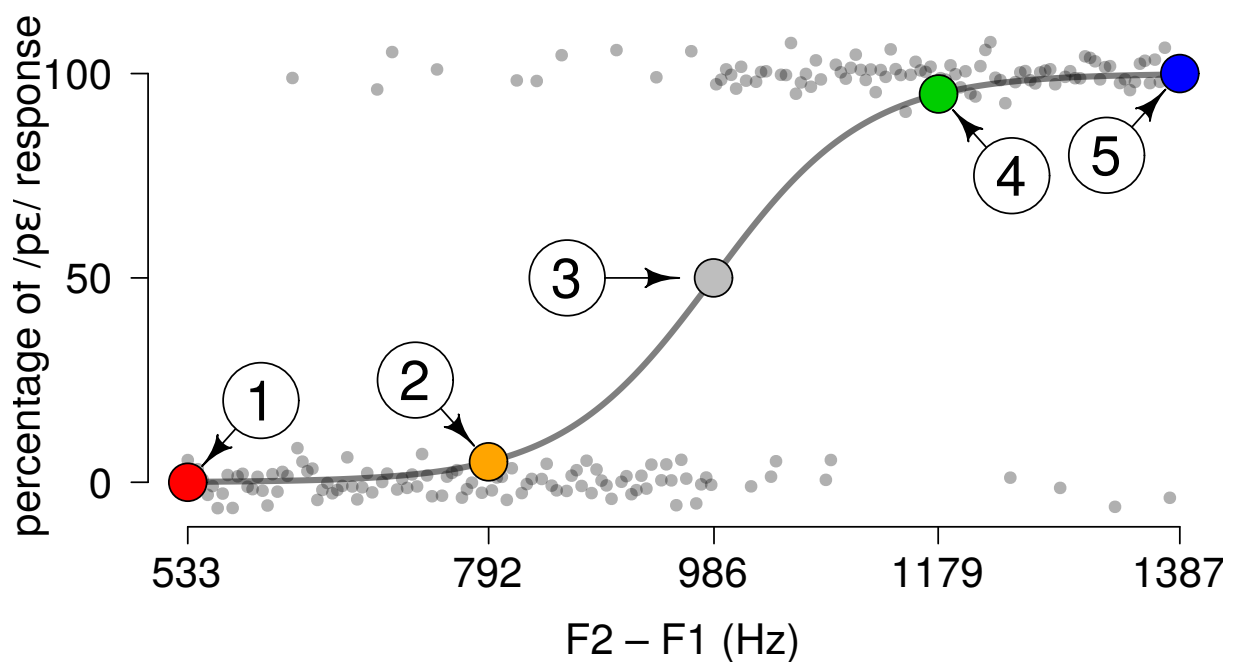 percentage of /pɛ/ response
100
50
0
1
2
3
4
5
533 792 986 1179 1387
F2 – F1 (Hz)